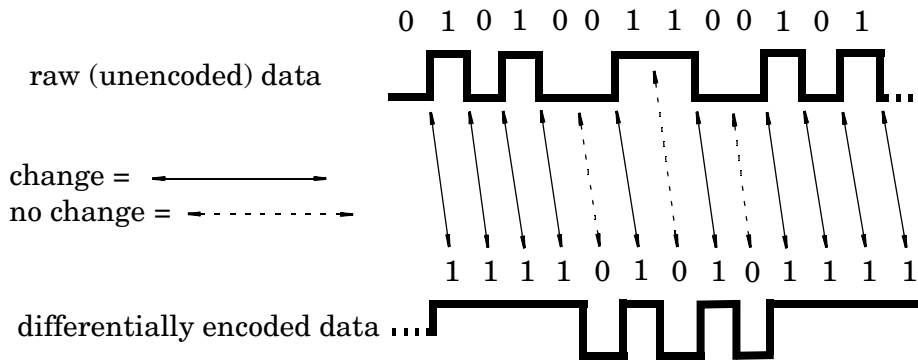 0 1 0 1 0 0 1 1 0 0 1 0 1
raw (unencoded) data
change =
no change =
1 1 1 1 0 1 0 1 0 1 1 1 1
differentially encoded data